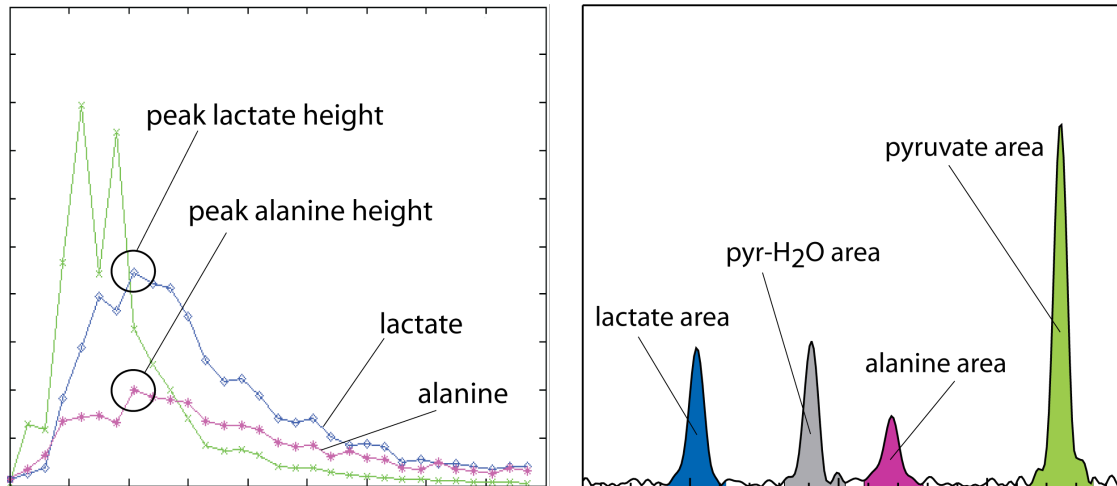 peak lactate height
peak alanine height
lactate
alanine
pyruvate area
pyr-H2O area
lactate area
alanine area